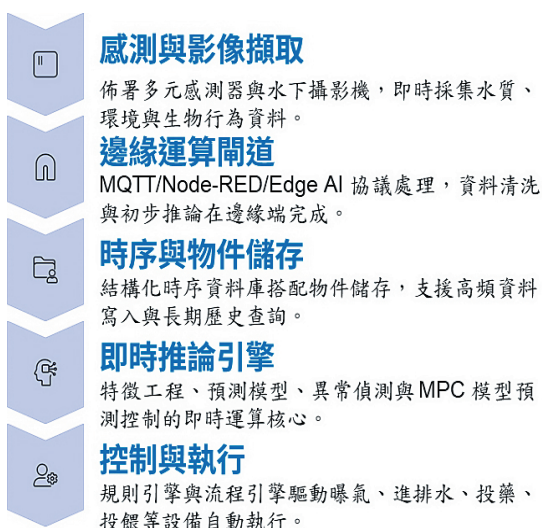 感測與影像擷取
佈署多元感測器與水下攝影機，即時採集水質、
環境與生物行為資料。
邊緣運算閘道
MQTT/Node-RED/Edge AI 協議處理，資料清洗
與初步推論在邊緣端完成。
時序與物件儲存
結構化時序資料庫搭配物件儲存，支援高頻資料
寫入與長期歷史查詢。
即時推論引擎
特徵工程、預測模型、異常偵測與MPC 模型預
測控制的即時運算核心。
控制與執行
規則引擎與流程引擎驅動曝氣、進排水、投藥、
投餵等設備自動執行。